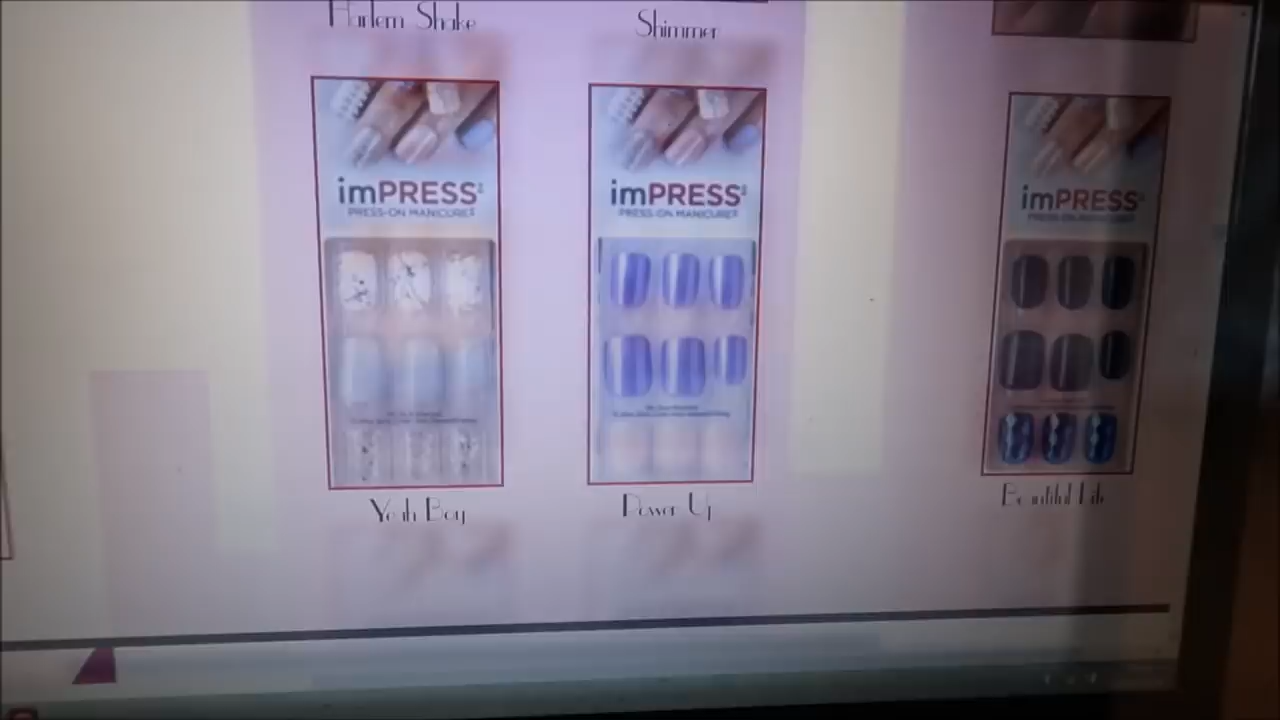 Harlem Shake
Shimmer
imPRESS
PRESS-ON MANICURE
imPRESS
PRESS-ON MANICURE
imPRESS
PRESS-ON MANICURE
Yeah Boy
Power Up
Beautiful Life